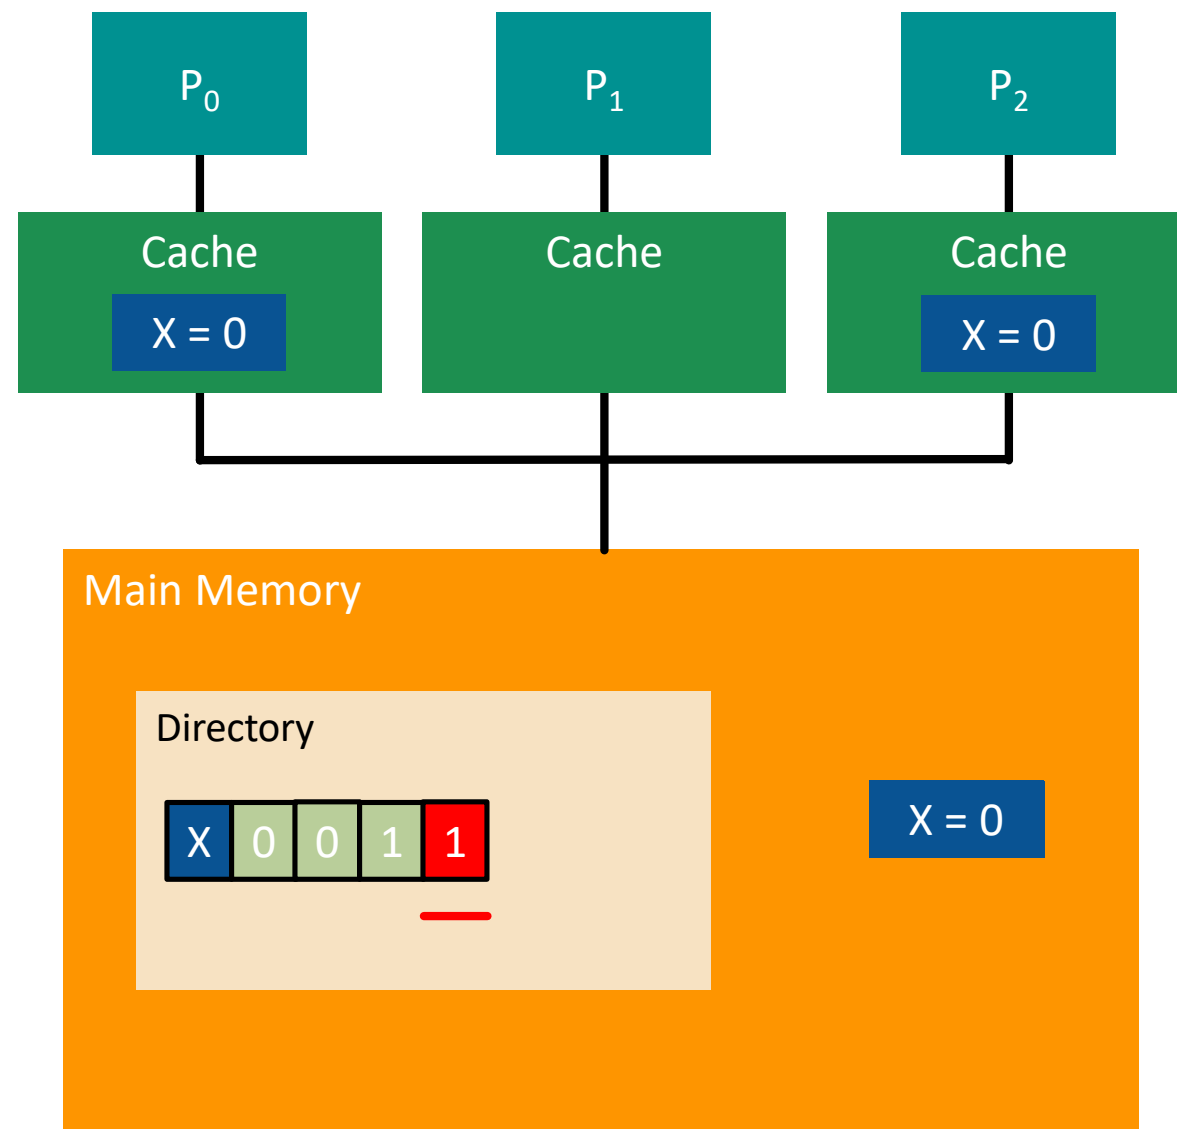 P0
P1
P2
Cache
Cache
Cache
X = 0
X = 0
Main Memory
Directory
X 0 0 1 1
X = 0